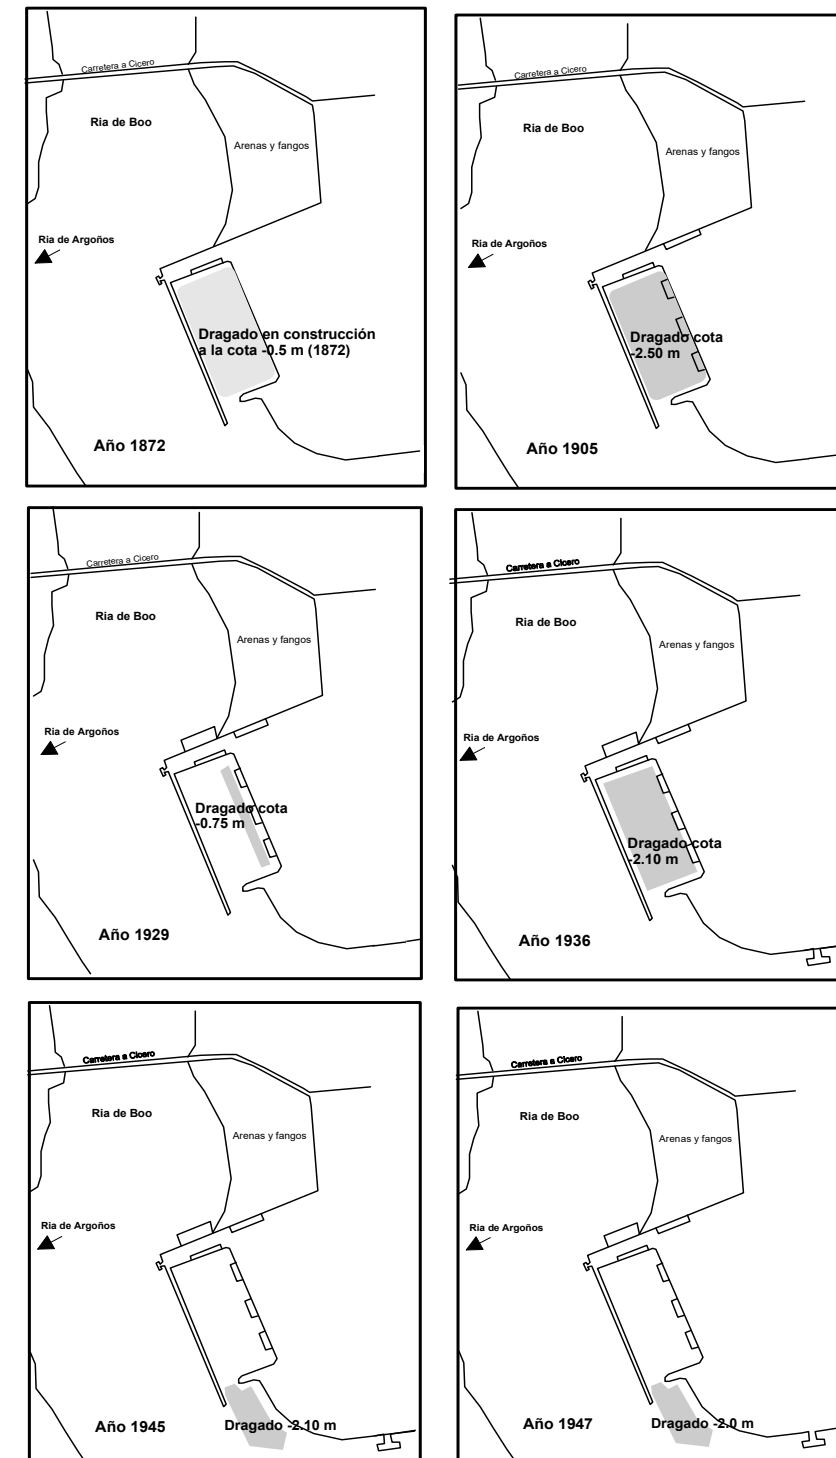 Carretera a Cicero
Ria de Boo
Arenas y fangos
Ria de Argoños
Dragado en construcción
a la cota -0.5 m (1872)
Año 1872
Carretera a Cicero
Ria de Boo
Arenas y fangos
Ria de Argoños
Dragado cota
-2.50 m
Año 1905
Carretera a Cicero
Ria de Boo
Arenas y fangos
Ria de Argoños
Dragado cota
-0.75 m
Año 1929
Carretera a Cicero
Ria de Boo
Arenas y fangos
Ria de Argoños
Dragado cota
-2.10 m
Año 1936
Carretera a Cicero
Ria de Boo
Arenas y fangos
Ria de Argoños
Año 1945
Dragado -2.10 m
Carretera a Cicero
Ria de Boo
Arenas y fangos
Ria de Argoños
Año 1947
Dragado -2.0 m